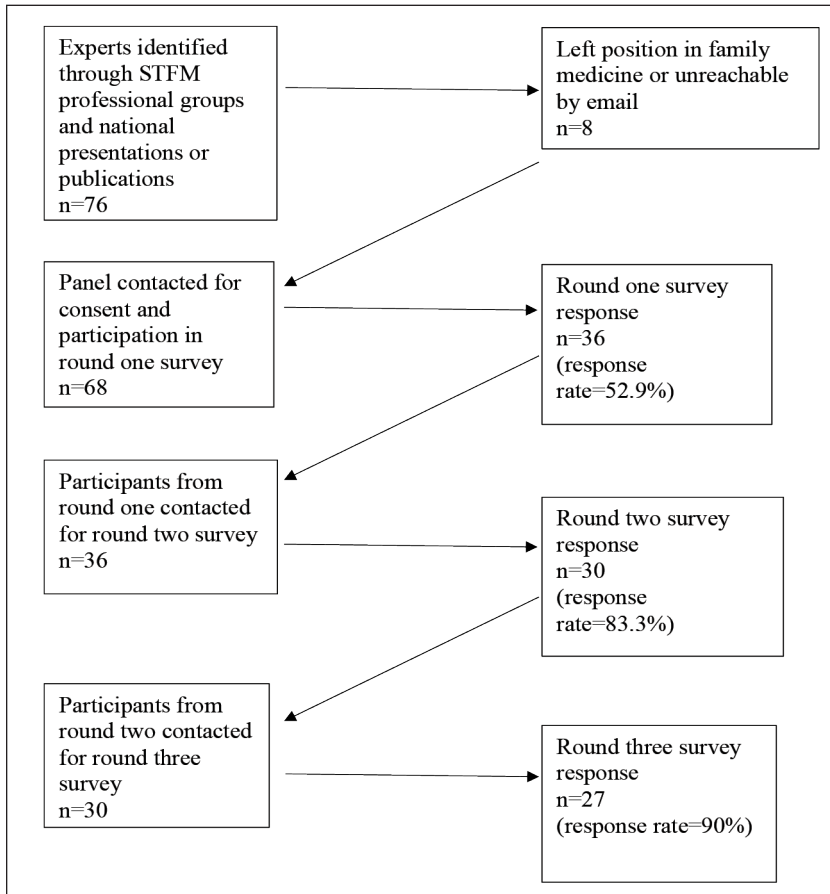 Experts identified
through STFM
professional groups
and national
presentations or
publications
n=76
Left position in family
medicine or unreachable
by email
n=8
Panel contacted for
consent and
participation in
round one survey
n=68
Round one survey
response
n=36
(response
rate=52.9%)
Participants from
round one contacted
for round two survey
n=36
Round two survey
response
n=30
(response
rate=83.3%)
Participants from
round two contacted
for round three
survey
n=30
Round three survey
response
n=27
(response rate=90%)